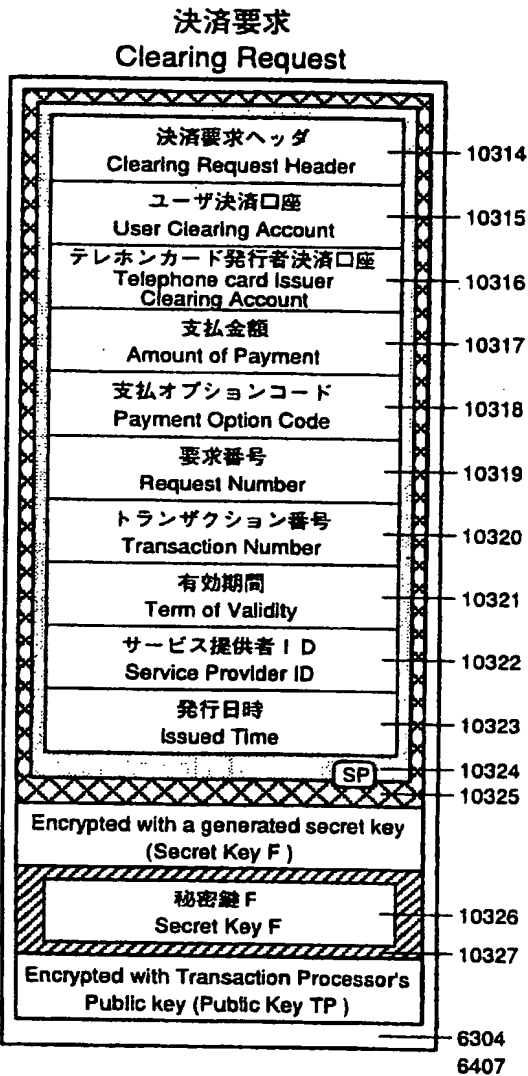 決済要求
Clearing Request
決済要求ヘッダ
Clearing Request Header
10314
ユーザ決済口座
User Clearing Account
10315
テレホンカード発行者決済口座
Telephone card Issuer
Clearing Account
10316
支払金額
Amount of Payment
10317
支払オプションコード
Payment Option Code
10318
要求番号
Request Number
10319
トランザクション番号
Transaction Number
10320
有効期間
Term of Validity
10321
サービス提供者ID
Service Provider ID
10322
発行日時
Issued Time
10323
SP
10324
10325
Encrypted with a generated secret key
(Secret Key F )
秘密鍵F
Secret Key F
10326
10327
Encrypted with Transaction Processor's
Public key (Public Key TP )
6304
6407